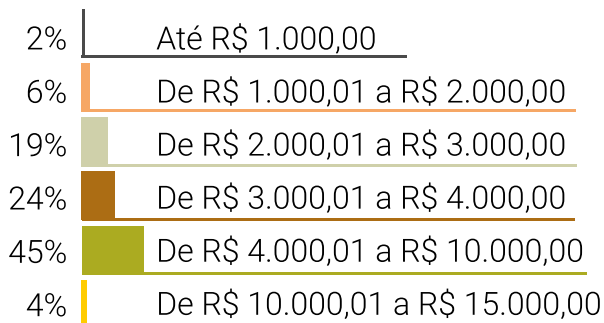 2% Até R$ 1.000,00
6% De R$ 1.000,01 a R$ 2.000,00
19% De R$ 2.000,01 a R$ 3.000,00
24% De R$ 3.000,01 a R$ 4.000,00
45% De R$ 4.000,01 a R$ 10.000,00
4% De R$ 10.000,01 a R$ 15.000,00